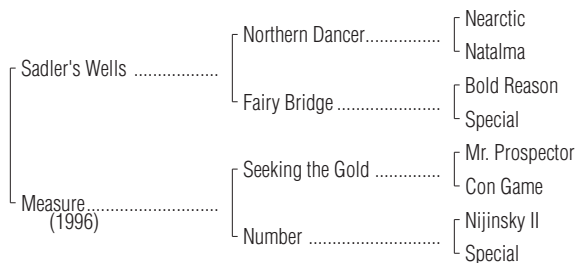 Nearctic
Northern Dancer.................
Natalma
Sadler's Wells ...................
Bold Reason
Fairy Bridge .......................
Special
Mr. Prospector
Seeking the Gold ...............
Con Game
Measure..............................
(1996)
Nijinsky II
Number ..............................
Special